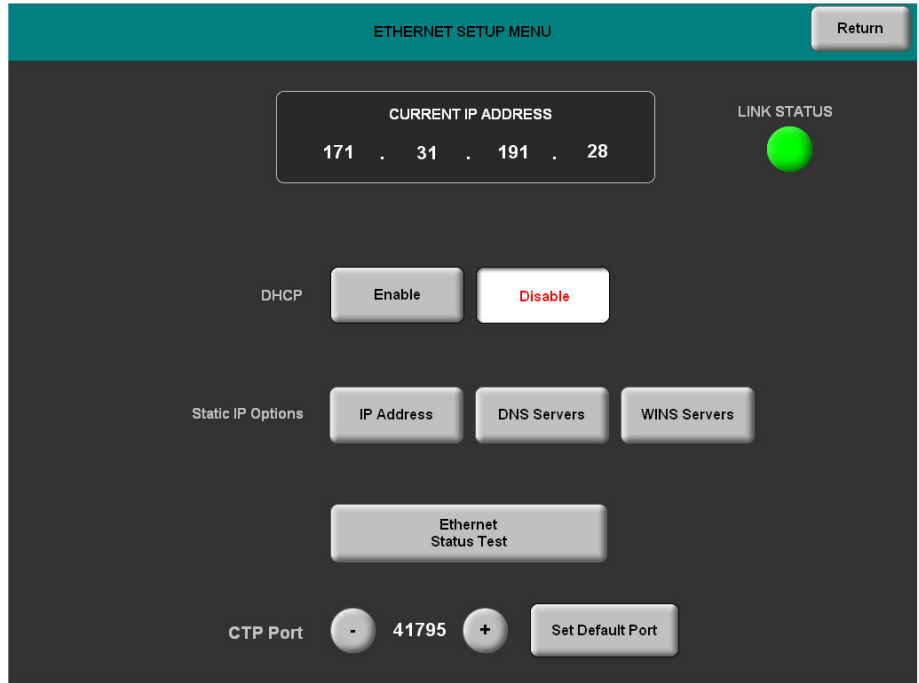 ETHERNET SETUP MENU
Return
CURRENT IP ADDRESS
LINK STATUS
171 . 31 . 191 . 28
DHCP
Enable
Disable
Static IP Options
IP Address
DNS Servers
WINS Servers
Ethernet
Status Test
CTP Port
- 41795 +
Set Default Port